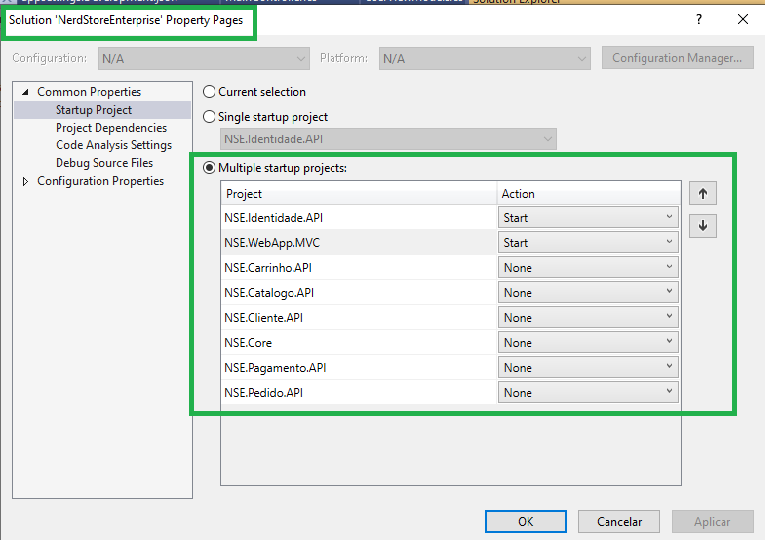 Solution 'NerdStoreEnterprise' Property Pages
?
Configuration: N/A Platform: N/A Configuration Manager...
Common Properties
Startup Project
Project Dependencies
Code Analysis Settings
Debug Source Files
Configuration Properties
Current selection
Single startup project
NSE.Identidade.API
Multiple startup projects:
Project Action
NSE.Identidade.API Start
NSE.WebApp.MVC Start
NSE.Carrinho.API None
NSE.Catalogo.API None
NSE.Cliente.API None
NSE.Core None
NSE.Pagamento.API None
NSE.Pedido.API None
OK Cancelar Aplicar